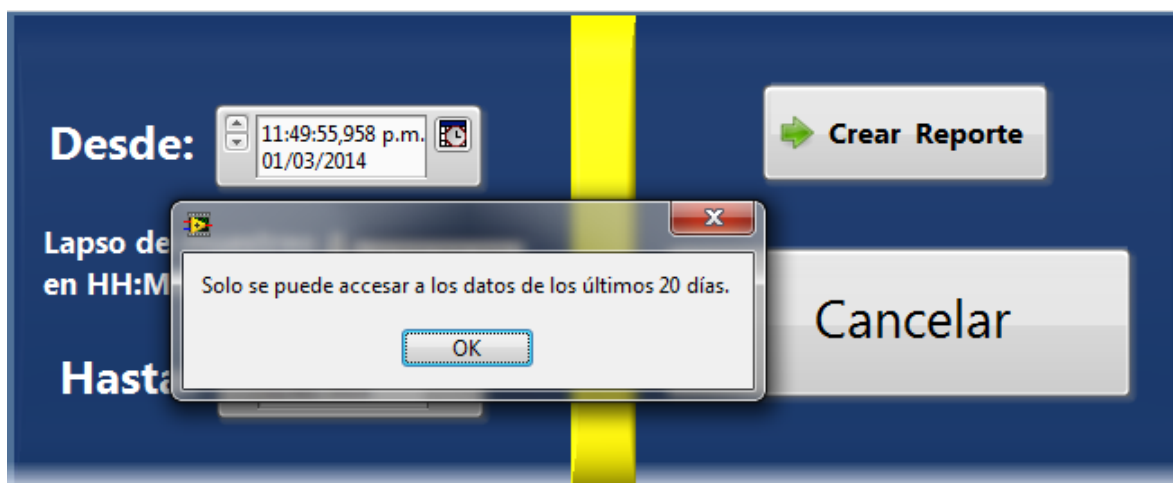 Desde:
11:49:55,958 p.m.
01/03/2014
Crear Reporte
Lapso de
en HH:M
Solo se puede accesar a los datos de los últimos 20 días.
OK
Cancelar
Hasta